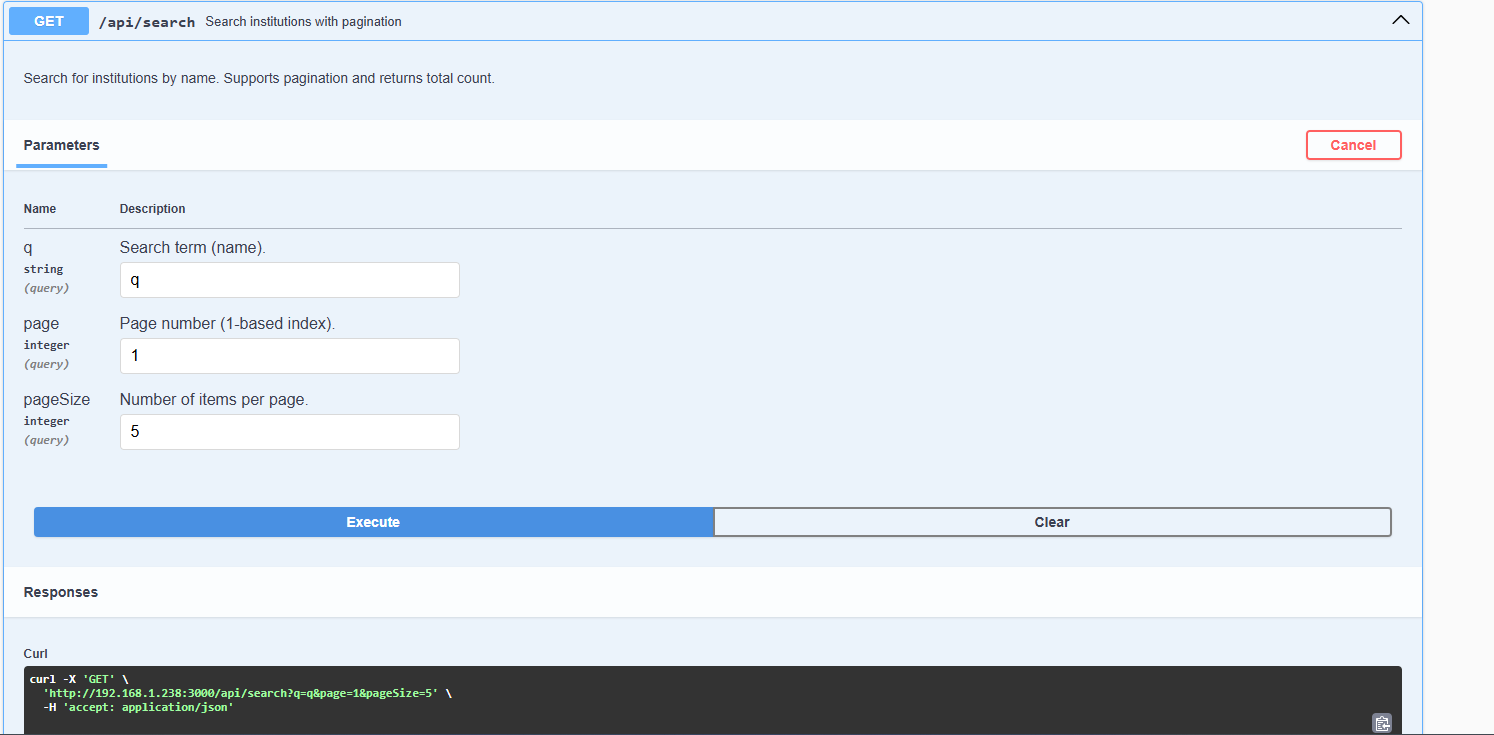 GET /api/search Search institutions with pagination
Search for institutions by name. Supports pagination and returns total count.
Parameters
Cancel
Name Description
q Search term (name).
string
(query)
q
page Page number (1-based index).
integer
(query)
1
pageSize Number of items per page.
integer
(query)
5
Execute Clear
Responses
Curl
curl -X 'GET' \
'http://192.168.1.238:3000/api/search?q=q&page=1&pageSize=5' \
-H 'accept: application/json'